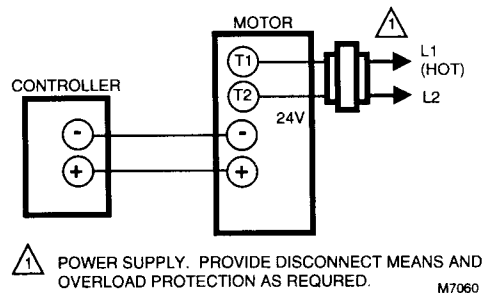 MOTOR
1
T1
L1
(HOT)
CONTROLLER
T2
L2
24V
-
-
+
+
1 POWER SUPPLY. PROVIDE DISCONNECT MEANS AND
OVERLOAD PROTECTION AS REQURED.
M7060